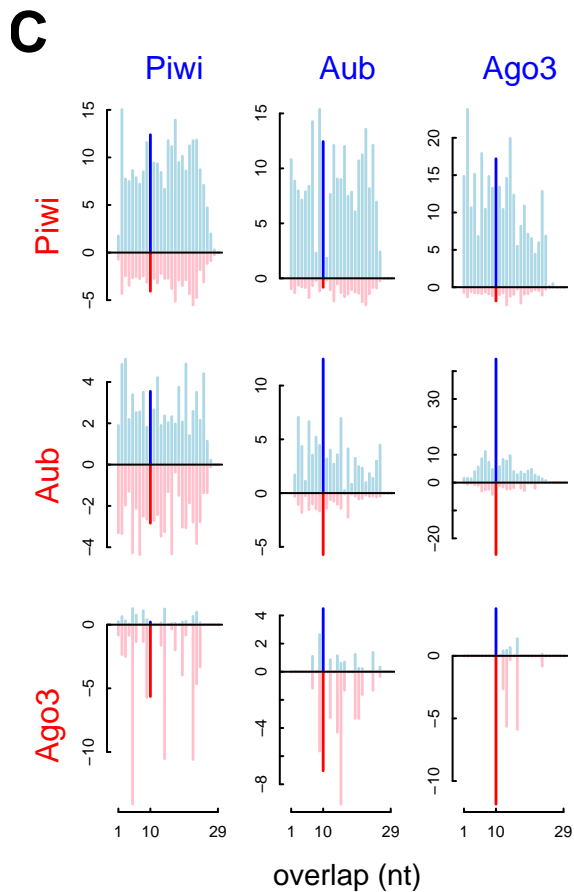 C
Piwi Aub Ago3
Piwi
−5 0 5 10 15
0 5 10 15
0 5 10 15 20
Aub
−4 −2 0 2 4
−5 0 5 10
−20 0 10 30
Ago3
−10 −5 0
−8 −6 −4 −2 0 2 4
−10 −5 0
1 10 29 1 10 29 1 10 29
overlap (nt)